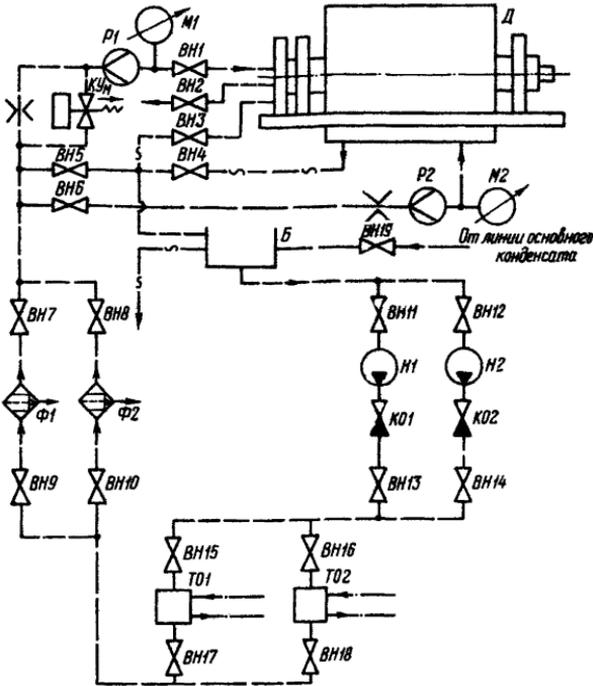 М1
Р1
Д
ВН1
КУм
ВН2
ВН3
ВН5
ВН4
ВН6
Р2
М2
Б
ВН19
От линии основного
конденсата
ВН7
ВН8
ВН11
ВН12
Н1
Н2
Ф1
Ф2
КО1
КО2
ВН9
ВН10
ВН13
ВН14
ВН15
ВН16
ТО1
ТО2
ВН17
ВН18